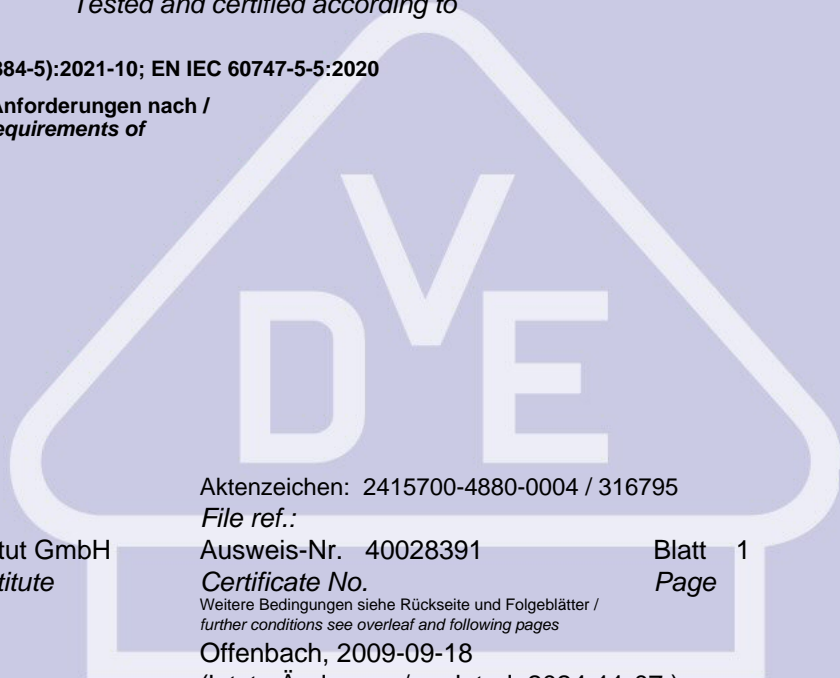 Tested and certified according to
884-5):2021-10; EN IEC 60747-5-5:2020
Anforderungen nach /
equirements of
V
D E
Aktenzeichen: 2415700-4880-0004 / 316795
File ref.:
tut GmbH Ausweis-Nr. 40028391 Blatt 1
titute Certificate No. Page
Weitere Bedingungen siehe Rückseite und Folgeblätter /
further conditions see overleaf and following pages
Offenbach, 2009-09-18